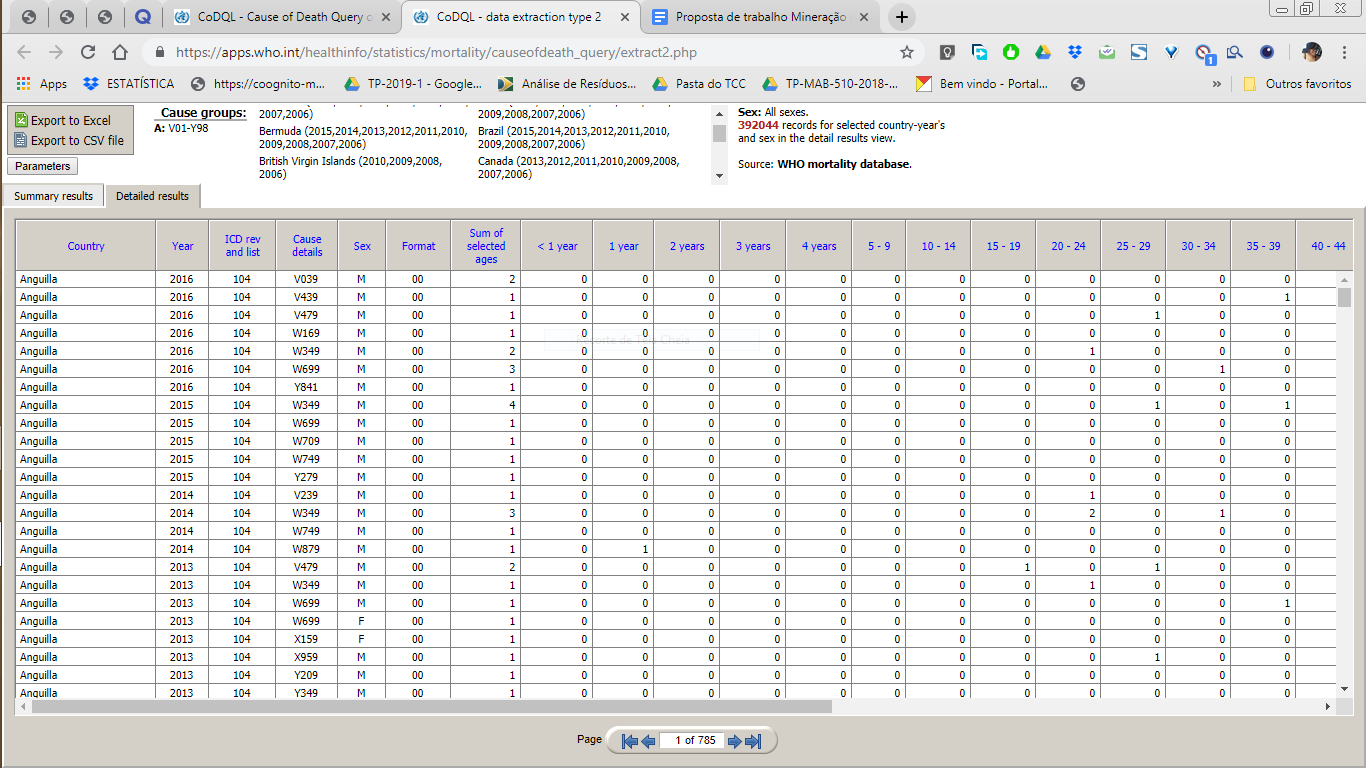 CoDQL - Cause of Death Query o
CoDQL - data extraction type 2
Proposta de trabalho Mineração
https://apps.who.int/healthinfo/statistics/mortality/causeofdeath_query/extract2.php
Apps ESTATÍSTICA https://coognito-m... TP-2019-1 - Google... Análise de Resíduos... Pasta do TCC TP-MAB-510-2018-... Bem vindo - Portal... » Outros favoritos
Export to Excel
Export to CSV file
Parameters
Cause groups:
A: V01-Y98
2007,2006)
Bermuda (2015,2014,2013,2012,2011,2010,
2009,2008,2007,2006)
British Virgin Islands (2010,2009,2008,
2006)
2009,2008,2007,2006)
Brazil (2015,2014,2013,2012,2011,2010,
2009,2008,2007,2006)
Canada (2013,2012,2011,2010,2009,2008,
2007,2006)
Sex: All sexes.
392044 records for selected country-year's
and sex in the detail results view.
Source: WHO mortality database.
Summary results Detailed results
Country Year ICD rev and list Cause details Sex Format Sum of selected ages < 1 year 1 year 2 years 3 years 4 years 5 - 9 10 - 14 15 - 19 20 - 24 25 - 29 30 - 34 35 - 39 40 - 44
Anguilla 2016 104 V039 M 00 2 0 0 0 0 0 0 0 0 0 0 0 0
Anguilla 2016 104 V439 M 00 1 0 0 0 0 0 0 0 0 0 0 0 1
Anguilla 2016 104 V479 M 00 1 0 0 0 0 0 0 0 0 0 1 0 0
Anguilla 2016 104 W169 M 00 1 0 0 0 0 0 0 0 0 0 0 0 0
Anguilla 2016 104 W349 M 00 2 0 0 0 0 0 0 0 0 1 0 0 0
Anguilla 2016 104 W699 M 00 3 0 0 0 0 0 0 0 0 0 0 1 0
Anguilla 2016 104 Y841 M 00 1 0 0 0 0 0 0 0 0 0 0 0 0
Anguilla 2015 104 W349 M 00 4 0 0 0 0 0 0 0 0 0 1 0 1
Anguilla 2015 104 W699 M 00 1 0 0 0 0 0 0 0 0 0 0 0 0
Anguilla 2015 104 W709 M 00 1 0 0 0 0 0 0 0 0 0 0 0 0
Anguilla 2015 104 W749 M 00 1 0 0 0 0 0 0 0 0 0 0 0 0
Anguilla 2015 104 Y279 M 00 1 0 0 0 0 0 0 0 0 0 0 0 0
Anguilla 2014 104 V239 M 00 1 0 0 0 0 0 0 0 0 1 0 0 0
Anguilla 2014 104 W349 M 00 3 0 0 0 0 0 0 0 0 2 0 1 0
Anguilla 2014 104 W749 M 00 1 0 0 0 0 0 0 0 0 0 0 0 0
Anguilla 2014 104 W879 M 00 1 0 1 0 0 0 0 0 0 0 0 0 0
Anguilla 2013 104 V479 M 00 2 0 0 0 0 0 0 0 1 0 1 0 0
Anguilla 2013 104 W349 M 00 1 0 0 0 0 0 0 0 0 1 0 0 0
Anguilla 2013 104 W699 M 00 1 0 0 0 0 0 0 0 0 0 0 0 1
Anguilla 2013 104 W699 F 00 1 0 0 0 0 0 0 0 0 0 0 0 0
Anguilla 2013 104 X159 F 00 1 0 0 0 0 0 0 0 0 0 0 0 0
Anguilla 2013 104 X959 M 00 1 0 0 0 0 0 0 0 0 0 1 0 0
Anguilla 2013 104 Y209 M 00 1 0 0 0 0 0 0 0 0 0 0 0 0
Anguilla 2013 104 Y349 M 00 1 0 0 0 0 0 0 0 0 0 0 0 0
Page 1 of 785